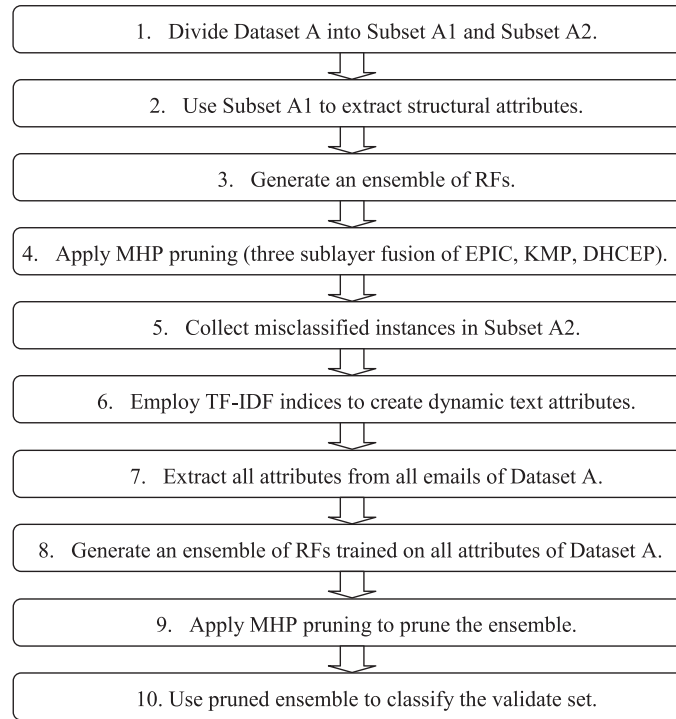 1. Divide Dataset A into Subset A1 and Subset A2.
2. Use Subset A1 to extract structural attributes.
3. Generate an ensemble of RFs.
4. Apply MHP pruning (three sublayer fusion of EPIC, KMP, DHCEP).
5. Collect misclassified instances in Subset A2.
6. Employ TF-IDF indices to create dynamic text attributes.
7. Extract all attributes from all emails of Dataset A.
8. Generate an ensemble of RFs trained on all attributes of Dataset A.
9. Apply MHP pruning to prune the ensemble.
10. Use pruned ensemble to classify the validate set.